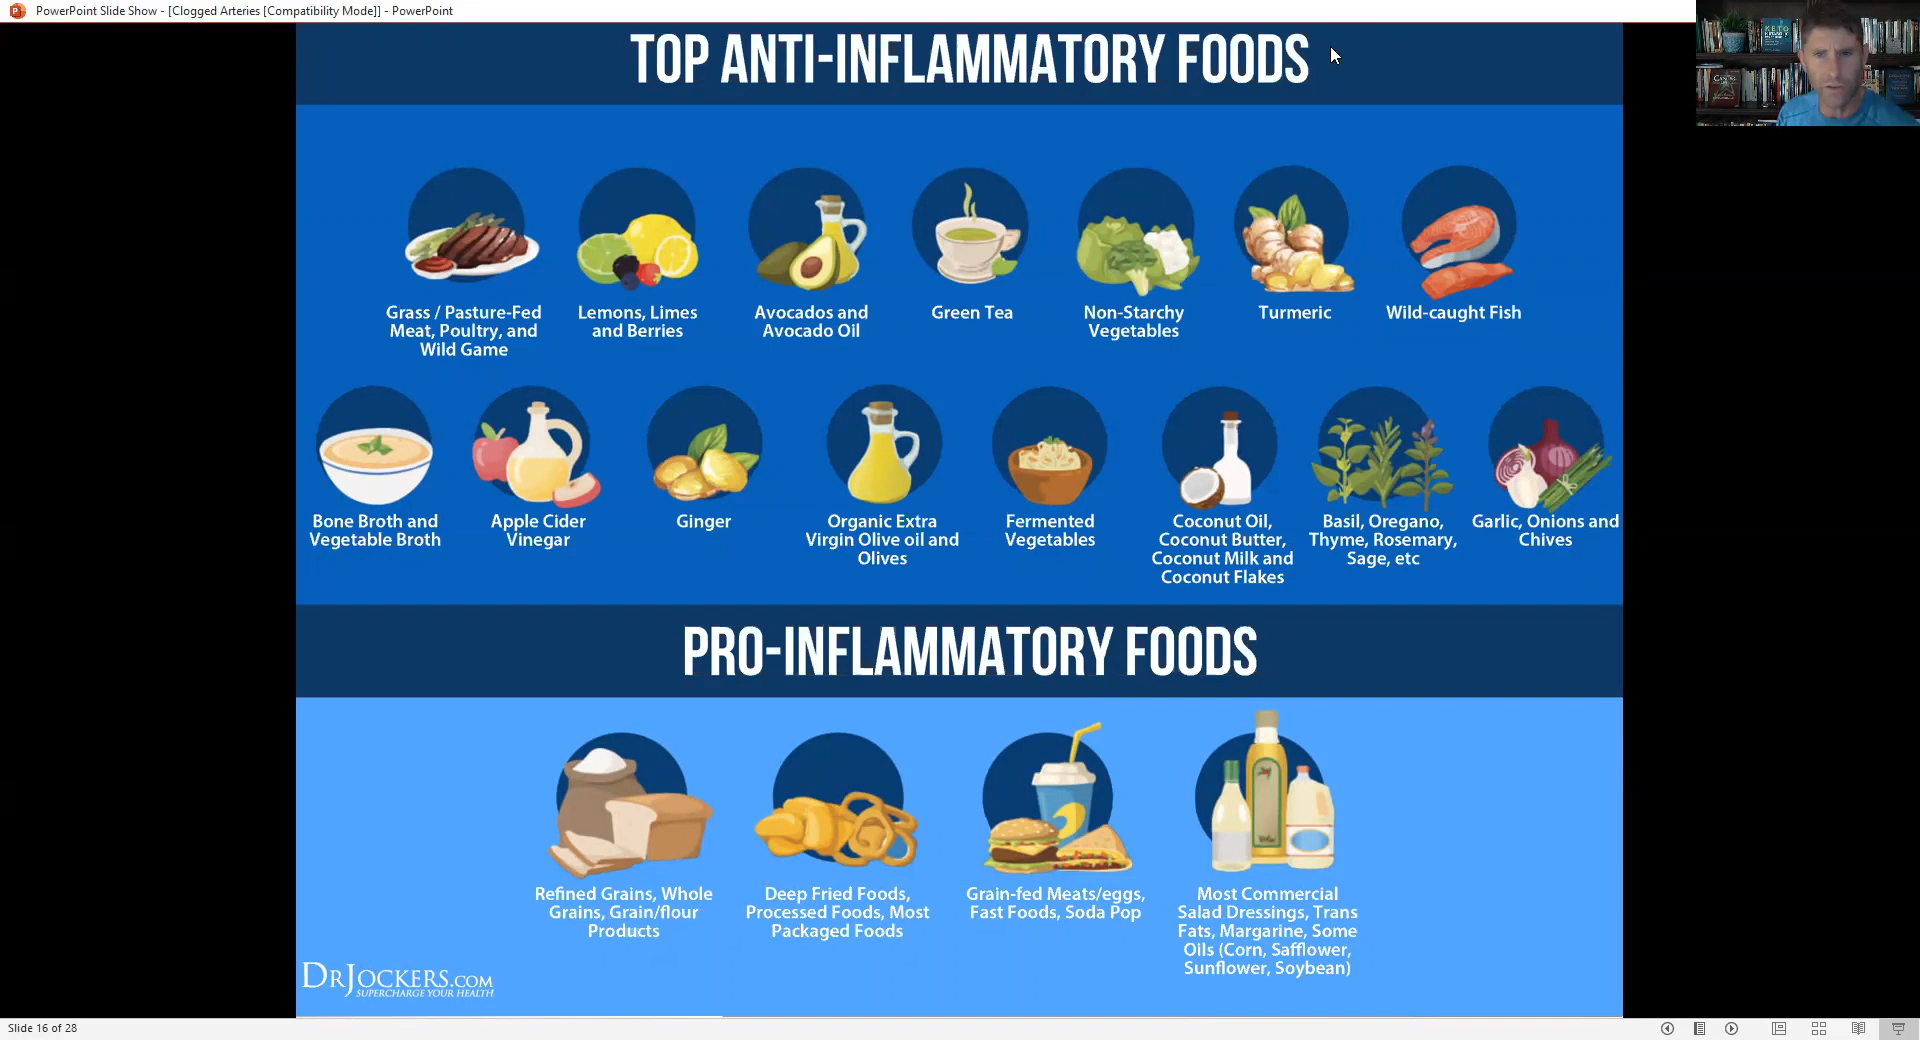 PowerPoint Slide Show - [Clogged Arteries [Compatibility Mode]] - PowerPoint
TOP ANTI-INFLAMMATORY FOODS
Grass / Pasture-Fed
Meat, Poultry, and
Wild Game
Lemons, Limes
and Berries
Avocados and
Avocado Oil
Green Tea
Non-Starchy
Vegetables
Turmeric
Wild-caught Fish
Bone Broth and
Vegetable Broth
Apple Cider
Vinegar
Ginger
Organic Extra
Virgin Olive oil and
Olives
Fermented
Vegetables
Coconut Oil,
Coconut Butter,
Coconut Milk and
Coconut Flakes
Basil, Oregano,
Thyme, Rosemary,
Sage, etc
Garlic, Onions and
Chives
PRO-INFLAMMATORY FOODS
Refined Grains, Whole
Grains, Grain/flour
Products
Deep Fried Foods,
Processed Foods, Most
Packaged Foods
Grain-fed Meats/eggs,
Fast Foods, Soda Pop
Most Commercial
Salad Dressings, Trans
Fats, Margarine, Some
Oils (Corn, Safflower,
Sunflower, Soybean)
DRJOCKERS.COM
SUPERCHARGE YOUR HEALTH
Slide 16 of 28
KETO